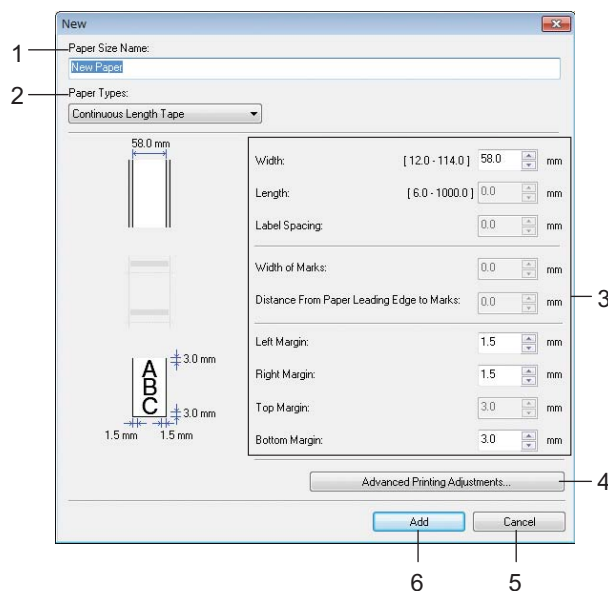 New
1
Paper Size Name:
New Paper
2
Paper Types:
Continuous Length Tape
58.0 mm
Width: [ 12.0 - 114.0 ] 58.0 mm
Length: [ 6.0 - 1000.0 ] 0.0 mm
Label Spacing: 0.0 mm
Width of Marks: 0.0 mm
Distance From Paper Leading Edge to Marks: 0.0 mm
3
Left Margin: 1.5 mm
Right Margin: 1.5 mm
Top Margin: 3.0 mm
Bottom Margin: 3.0 mm
A
B
C
3.0 mm
3.0 mm
1.5 mm 1.5 mm
Advanced Printing Adjustments...
4
Add Cancel
6 5